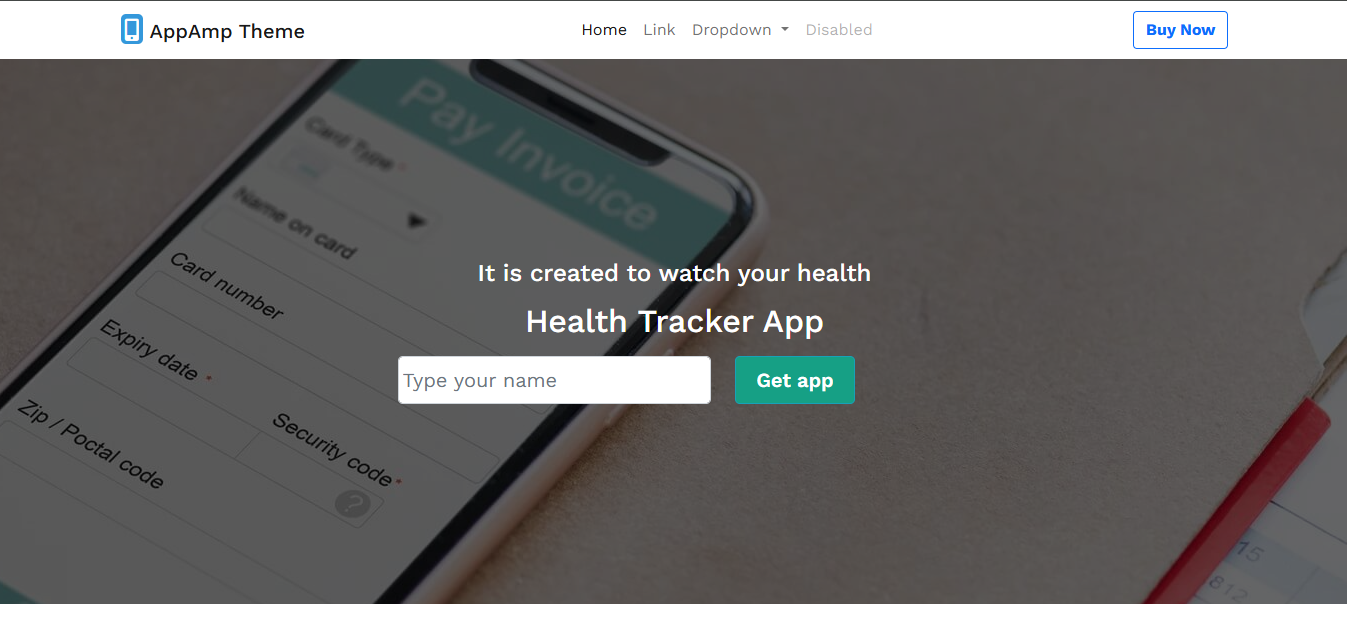 AppAmp Theme
Home Link Dropdown Disabled
Buy Now
Pay Invoice
Card Type *
Name on card
Card number
Expiry date *
Security code *
?
Zip / Poctal code
It is created to watch your health
Health Tracker App
Type your name
Get app
15
812